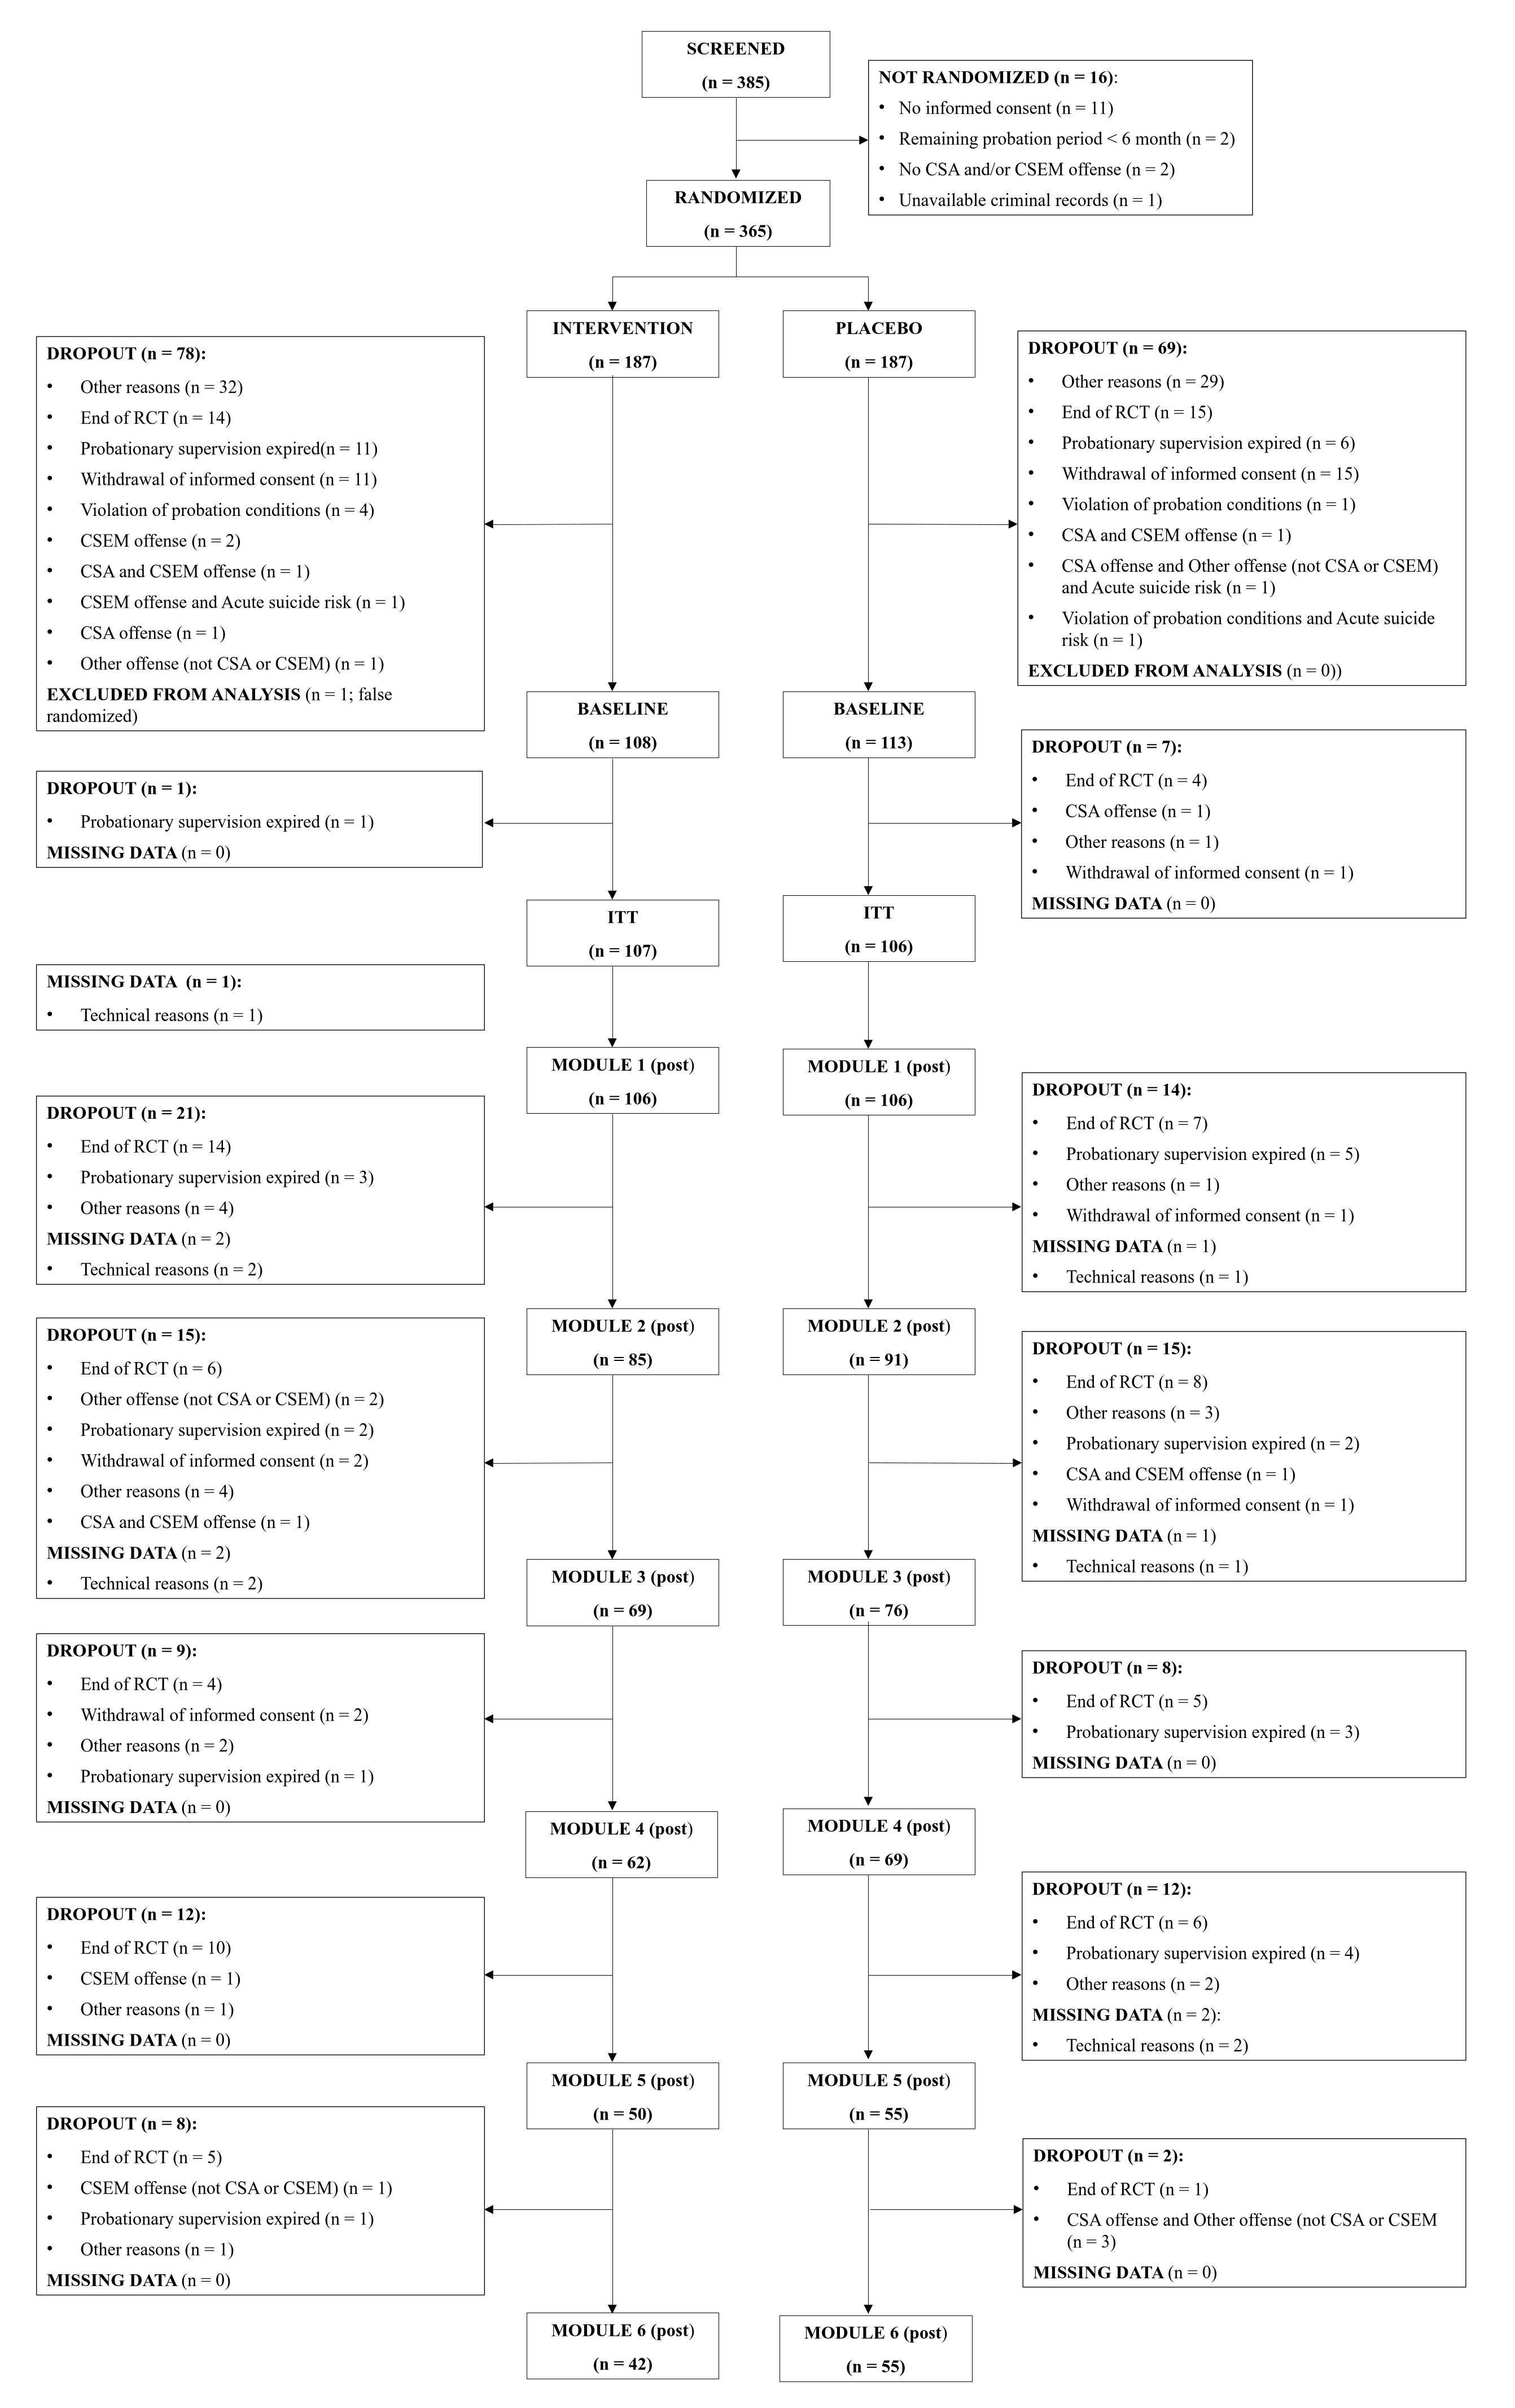 SCREENED
(n = 385)
NOT RANDOMIZED (n = 16):
• No informed consent (n = 11)
• Remaining probation period < 6 month (n = 2)
• No CSA and/or CSEM offense (n = 2)
• Unavailable criminal records (n = 1)
RANDOMIZED
(n = 365)
INTERVENTION
(n = 187)
PLACEBO
(n = 187)
DROPOUT (n = 78):
• Other reasons (n = 32)
• End of RCT (n = 14)
• Probationary supervision expired(n = 11)
• Withdrawal of informed consent (n = 11)
• Violation of probation conditions (n = 4)
• CSEM offense (n = 2)
• CSA and CSEM offense (n = 1)
• CSEM offense and Acute suicide risk (n = 1)
• CSA offense (n = 1)
• Other offense (not CSA or CSEM) (n = 1)
EXCLUDED FROM ANALYSIS (n = 1; false
randomized)
DROPOUT (n = 69):
• Other reasons (n = 29)
• End of RCT (n = 15)
• Probationary supervision expired (n = 6)
• Withdrawal of informed consent (n = 15)
• Violation of probation conditions (n = 1)
• CSA and CSEM offense (n = 1)
• CSA offense and Other offense (not CSA or CSEM)
and Acute suicide risk (n = 1)
• Violation of probation conditions and Acute suicide
risk (n = 1)
EXCLUDED FROM ANALYSIS (n = 0))
BASELINE
(n = 108)
BASELINE
(n = 113)
DROPOUT (n = 1):
• Probationary supervision expired (n = 1)
MISSING DATA (n = 0)
DROPOUT (n = 7):
• End of RCT (n = 4)
• CSA offense (n = 1)
• Other reasons (n = 1)
• Withdrawal of informed consent (n = 1)
MISSING DATA (n = 0)
ITT
(n = 107)
ITT
(n = 106)
MISSING DATA (n = 1):
• Technical reasons (n = 1)
MODULE 1 (post)
(n = 106)
MODULE 1 (post)
(n = 106)
DROPOUT (n = 21):
• End of RCT (n = 14)
• Probationary supervision expired (n = 3)
• Other reasons (n = 4)
MISSING DATA (n = 2)
• Technical reasons (n = 2)
DROPOUT (n = 14):
• End of RCT (n = 7)
• Probationary supervision expired (n = 5)
• Other reasons (n = 1)
• Withdrawal of informed consent (n = 1)
MISSING DATA (n = 1)
• Technical reasons (n = 1)
MODULE 2 (post)
(n = 85)
MODULE 2 (post)
(n = 91)
DROPOUT (n = 15):
• End of RCT (n = 6)
• Other offense (not CSA or CSEM) (n = 2)
• Probationary supervision expired (n = 2)
• Withdrawal of informed consent (n = 2)
• Other reasons (n = 4)
• CSA and CSEM offense (n = 1)
MISSING DATA (n = 2)
• Technical reasons (n = 2)
DROPOUT (n = 15):
• End of RCT (n = 8)
• Other reasons (n = 3)
• Probationary supervision expired (n = 2)
• CSA and CSEM offense (n = 1)
• Withdrawal of informed consent (n = 1)
MISSING DATA (n = 1)
• Technical reasons (n = 1)
MODULE 3 (post)
(n = 69)
MODULE 3 (post)
(n = 76)
DROPOUT (n = 9):
• End of RCT (n = 4)
• Withdrawal of informed consent (n = 2)
• Other reasons (n = 2)
• Probationary supervision expired (n = 1)
MISSING DATA (n = 0)
DROPOUT (n = 8):
• End of RCT (n = 5)
• Probationary supervision expired (n = 3)
MISSING DATA (n = 0)
MODULE 4 (post)
(n = 62)
MODULE 4 (post)
(n = 69)
DROPOUT (n = 12):
• End of RCT (n = 10)
• CSEM offense (n = 1)
• Other reasons (n = 1)
MISSING DATA (n = 0)
DROPOUT (n = 12):
• End of RCT (n = 6)
• Probationary supervision expired (n = 4)
• Other reasons (n = 2)
MISSING DATA (n = 2):
• Technical reasons (n = 2)
MODULE 5 (post)
(n = 50)
MODULE 5 (post)
(n = 55)
DROPOUT (n = 8):
• End of RCT (n = 5)
• CSEM offense (not CSA or CSEM) (n = 1)
• Probationary supervision expired (n = 1)
• Other reasons (n = 1)
MISSING DATA (n = 0)
DROPOUT (n = 2):
• End of RCT (n = 1)
• CSA offense and Other offense (not CSA or CSEM
(n = 3)
MISSING DATA (n = 0)
MODULE 6 (post)
(n = 42)
MODULE 6 (post)
(n = 55)